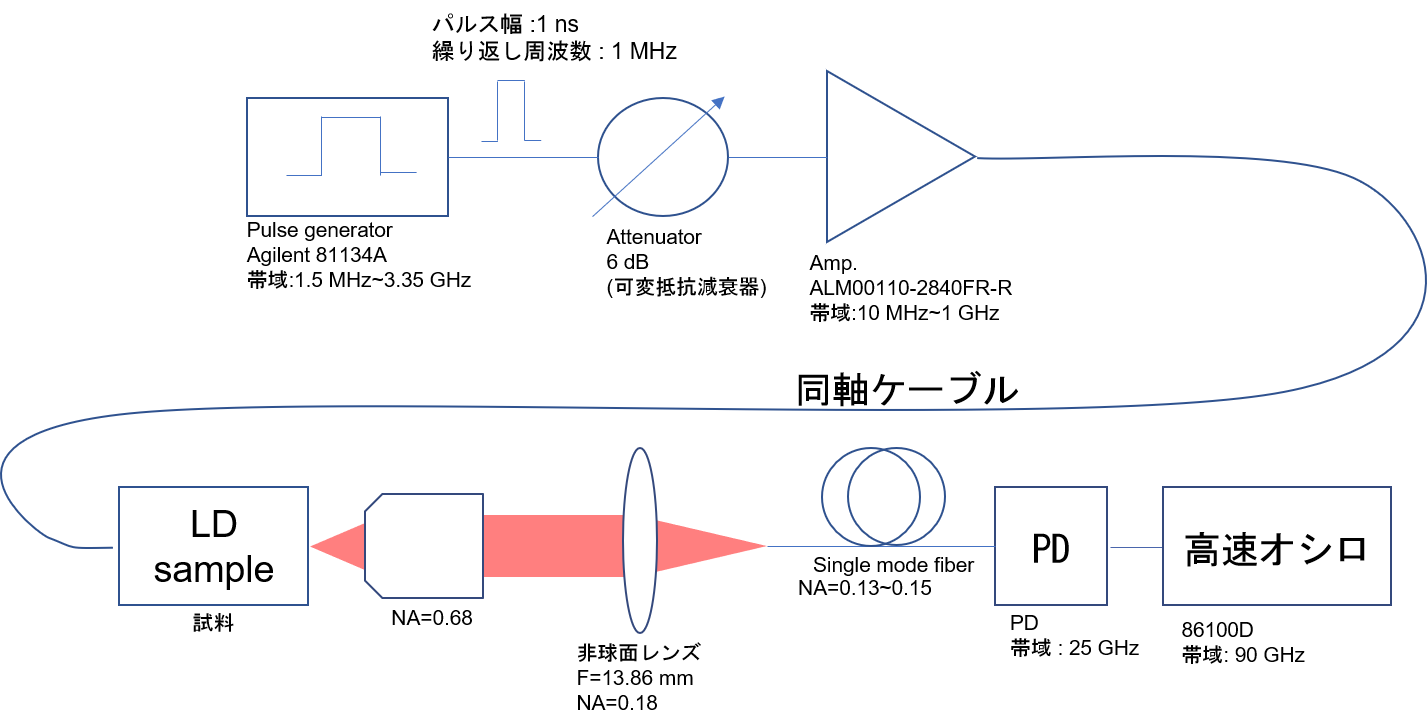 パルス幅 :1 ns
繰り返し周波数 : 1 MHz
Pulse generator
Agilent 81134A
帯域:1.5 MHz~3.35 GHz
Attenuator
6 dB
(可変抵抗減衰器)
Amp.
ALM00110-2840FR-R
帯域:10 MHz~1 GHz
同軸ケーブル
LD
sample
試料
NA=0.68
非球面レンズ
F=13.86 mm
NA=0.18
Single mode fiber
NA=0.13~0.15
PD
PD
帯域 : 25 GHz
高速オシロ
86100D
帯域: 90 GHz